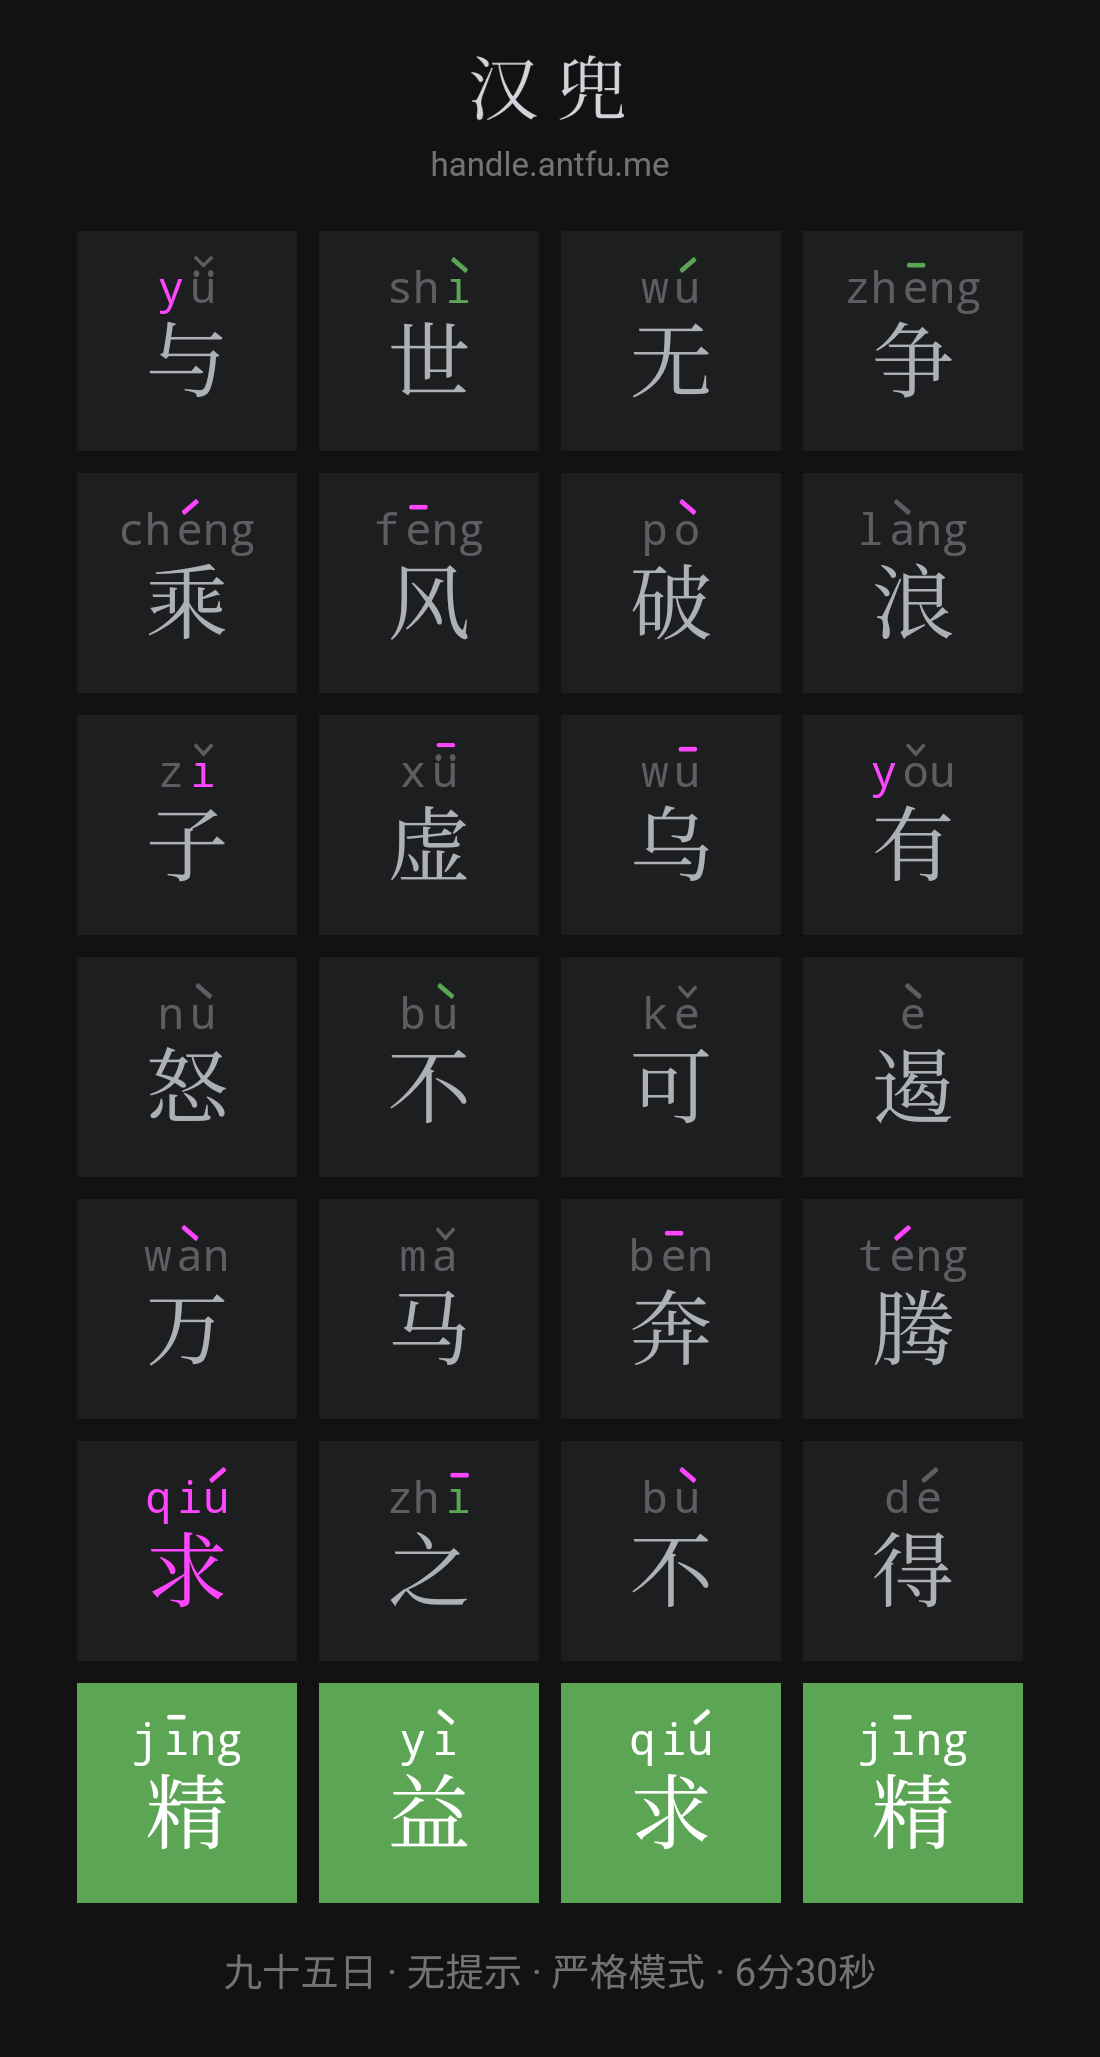 汉兜
handle.antfu.me
yǚ shì wú zhēng
与 世 无 争
chéng fēng pò làng
乘 风 破 浪
zǐ xǖ wū yǒu
子 虚 乌 有
nù bù kě è
怒 不 可 遏
wàn mǎ bēn téng
万 马 奔 腾
qiú zhī bù dé
求 之 不 得
jīng yì qiú jīng
精 益 求 精
九十五日 · 无提示 · 严格模式 · 6分30秒